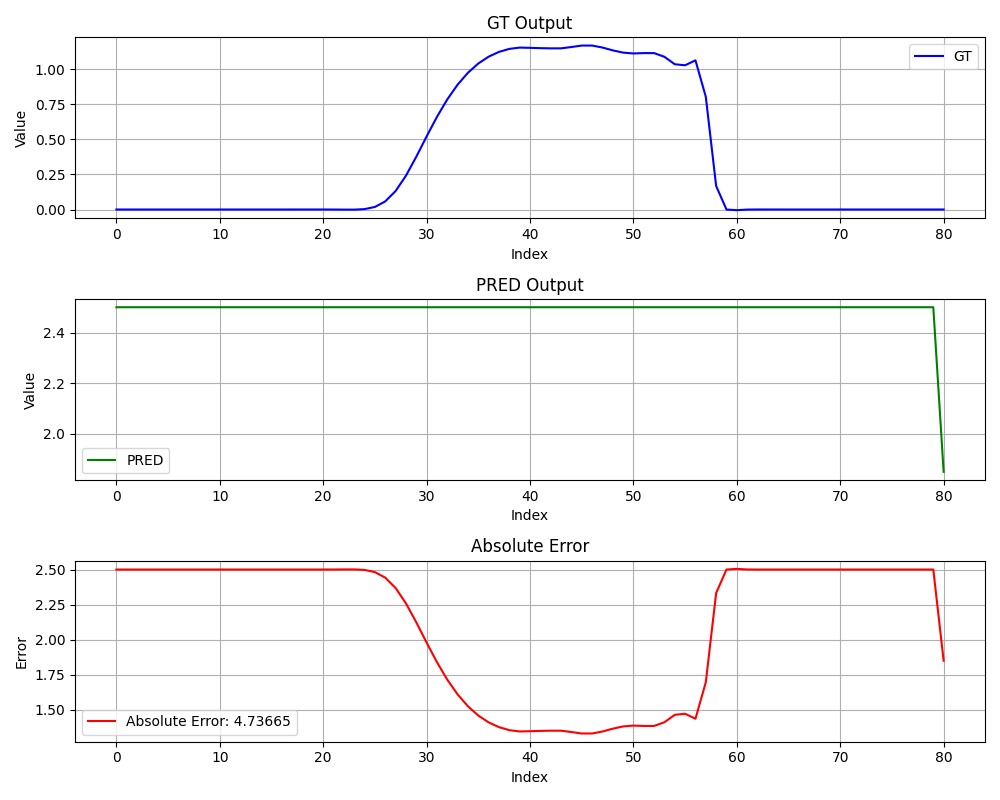 GT Output
1.00
0.75
0.50
0.25
0.00
Value
GT
0 10 20 30 40 50 60 70 80
Index
PRED Output
2.4
2.2
2.0
Value
PRED
0 10 20 30 40 50 60 70 80
Index
Absolute Error
2.50
2.25
2.00
1.75
1.50
Error
Absolute Error: 4.73665
0 10 20 30 40 50 60 70 80
Index